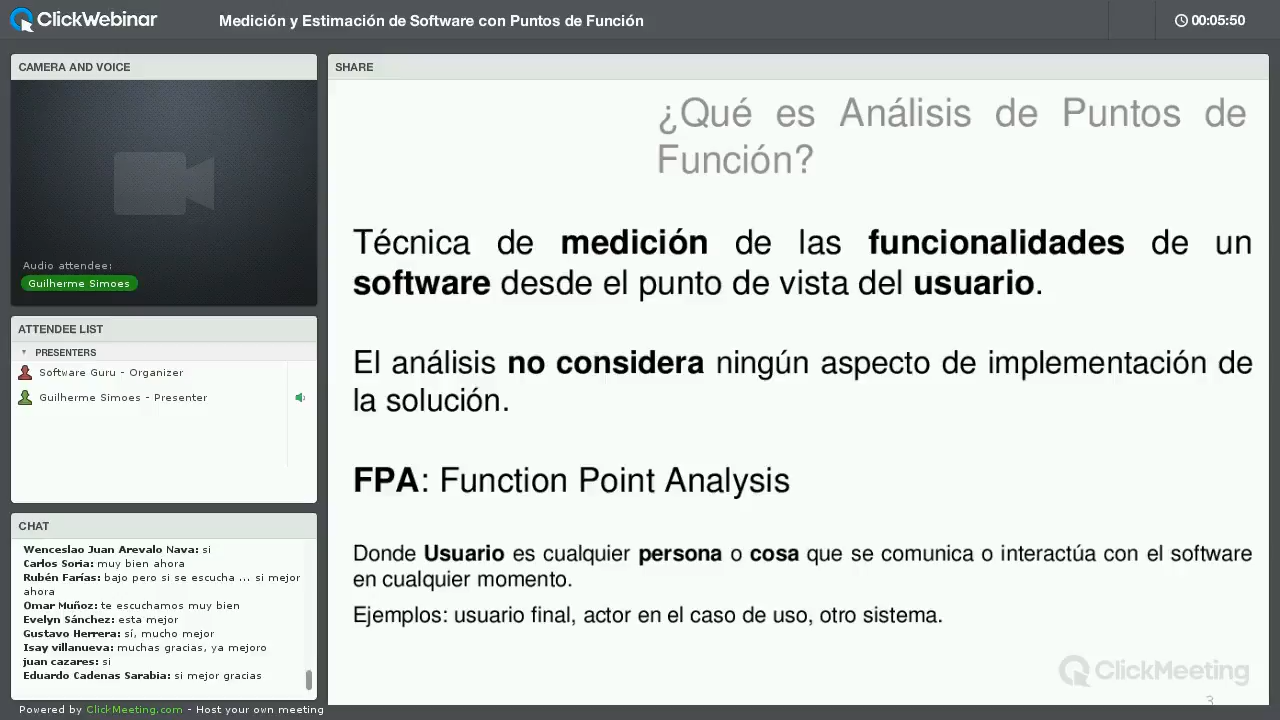 ClickWebinar
Medición y Estimación de Software con Puntos de Función
00:05:50
CAMERA AND VOICE
Audio attendee:
Guilherme Simoes
ATTENDEE LIST
PRESENTERS
Software Guru - Organizer
Guilherme Simoes - Presenter
CHAT
Wenceslao Juan Arevalo Nava: si
Carlos Soria: muy bien ahora
Rubén Farías: bajo pero si se escucha ... si mejor
ahora
Omar Muñoz: te escuchamos muy bien
Evelyn Sánchez: esta mejor
Gustavo Herrera: sí, mucho mejor
Isay villanueva: muchas gracias, ya mejoro
juan cazares: si
Eduardo Cadenas Sarabia: si mejor gracias
Powered by ClickMeeting.com - Host your own meeting
SHARE
¿Qué es Análisis de Puntos de
Función?
Técnica de medición de las funcionalidades de un
software desde el punto de vista del usuario.
El análisis no considera ningún aspecto de implementación de
la solución.
FPA: Function Point Analysis
Donde Usuario es cualquier persona o cosa que se comunica o interactúa con el software
en cualquier momento.
Ejemplos: usuario final, actor en el caso de uso, otro sistema.
ClickMeeting
3